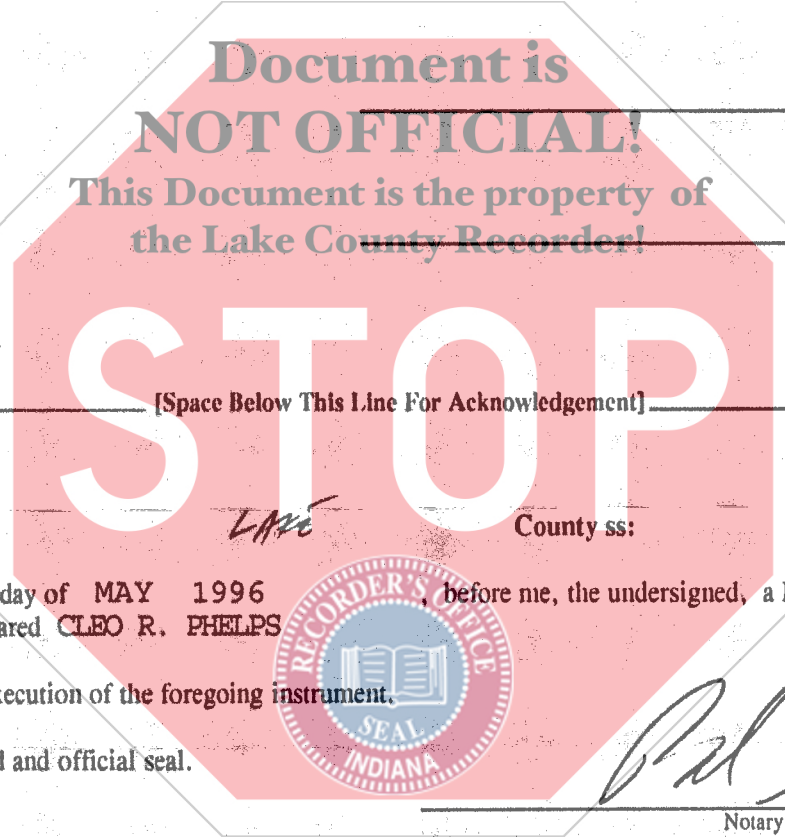 Document is
NOT OFFICIAL!
This Document is the property of
the Lake County Recorder!
STOP
[Space Below This Line For Acknowledgement]
LAKE County ss:
day of MAY 1996 , before me, the undersigned, a
ared CLEO R. PHELPS
xecution of the foregoing instrument.
d and official seal.
RECORDER'S OFFICE
SEAL
INDIANA
Notary